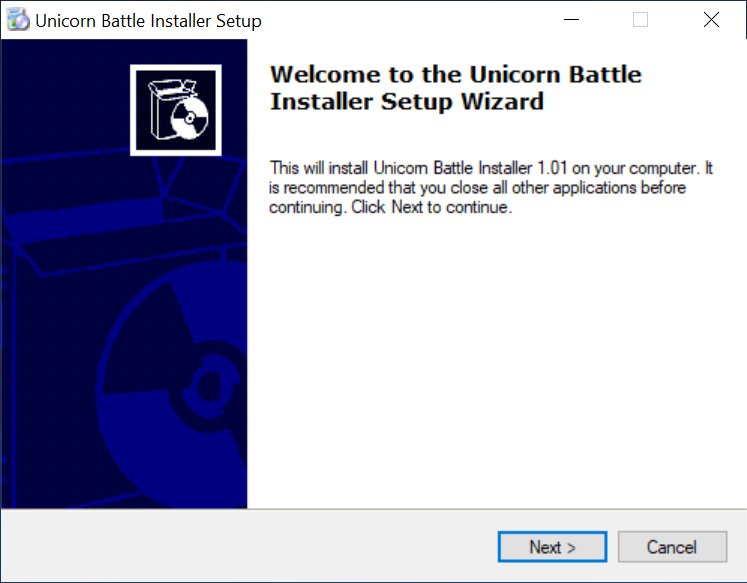 Unicorn Battle Installer Setup
Welcome to the Unicorn Battle
Installer Setup Wizard
This will install Unicorn Battle Installer 1.01 on your computer. It
is recommended that you close all other applications before
continuing. Click Next to continue.
Next >
Cancel